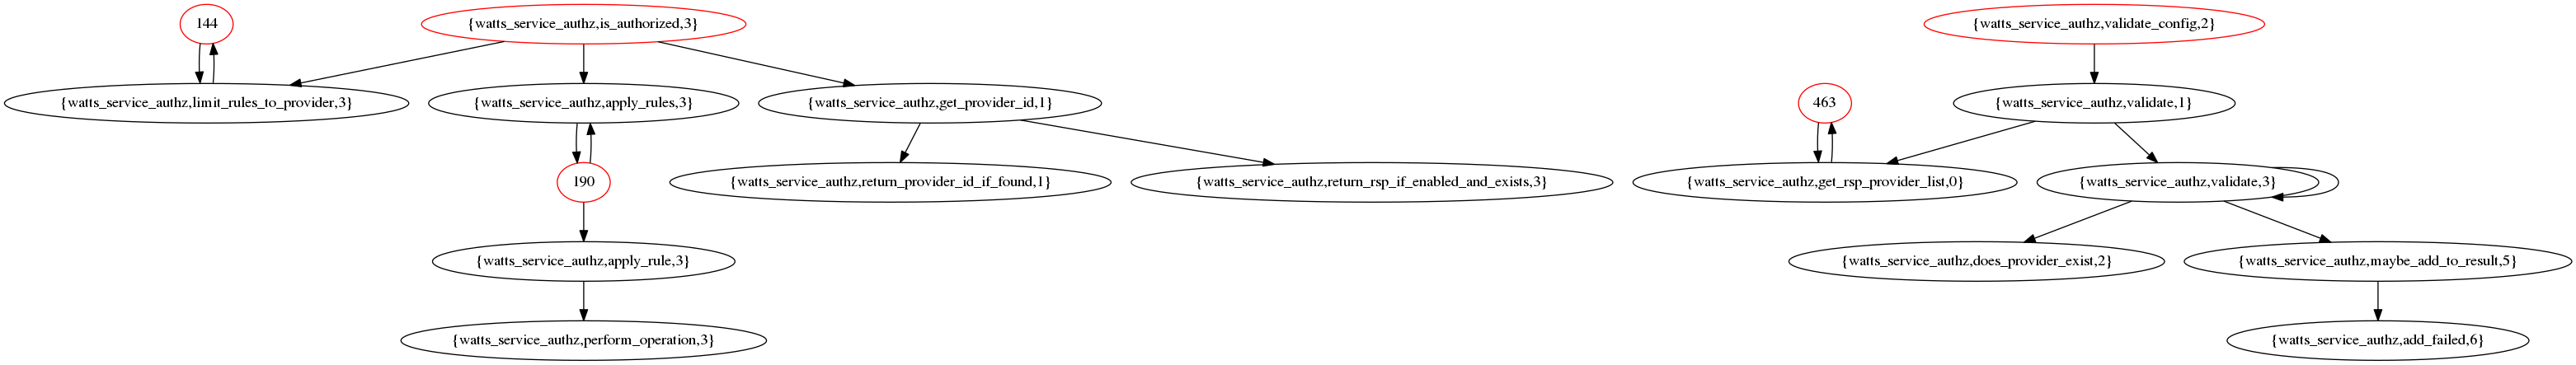 144
{watts_service_authz,is_authorized,3}
{watts_service_authz,validate_config,2}
{watts_service_authz,limit_rules_to_provider,3}
{watts_service_authz,apply_rules,3}
{watts_service_authz,get_provider_id,1}
463
{watts_service_authz,validate,1}
190
{watts_service_authz,return_provider_id_if_found,1}
{watts_service_authz,return_rsp_if_enabled_and_exists,3}
{watts_service_authz,get_rsp_provider_list,0}
{watts_service_authz,validate,3}
{watts_service_authz,apply_rule,3}
{watts_service_authz,does_provider_exist,2}
{watts_service_authz,maybe_add_to_result,5}
{watts_service_authz,perform_operation,3}
{watts_service_authz,add_failed,6}